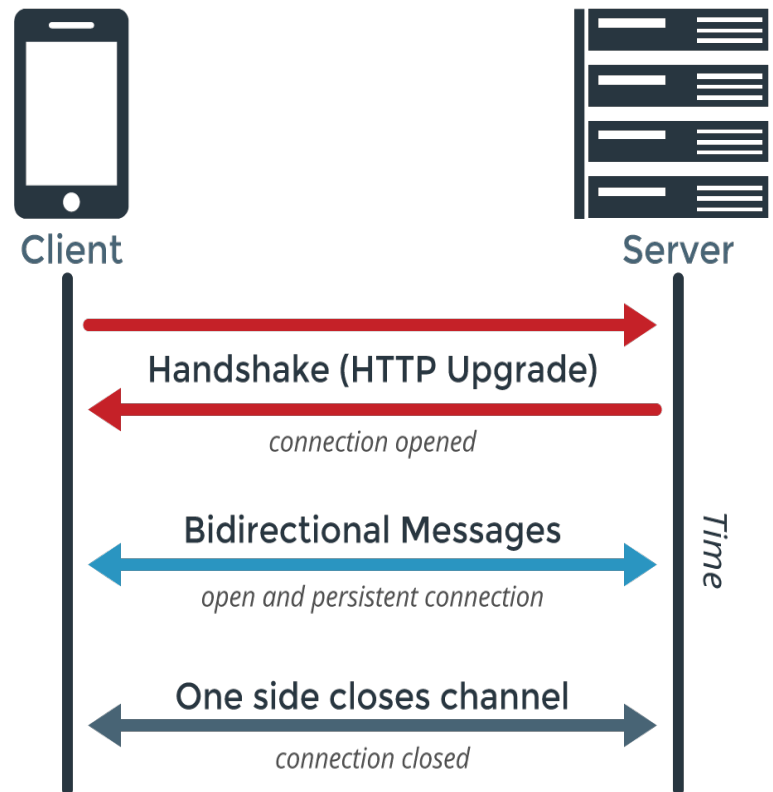 Client
Server
Handshake (HTTP Upgrade)
connection opened
Bidirectional Messages
open and persistent connection
Time
One side closes channel
connection closed